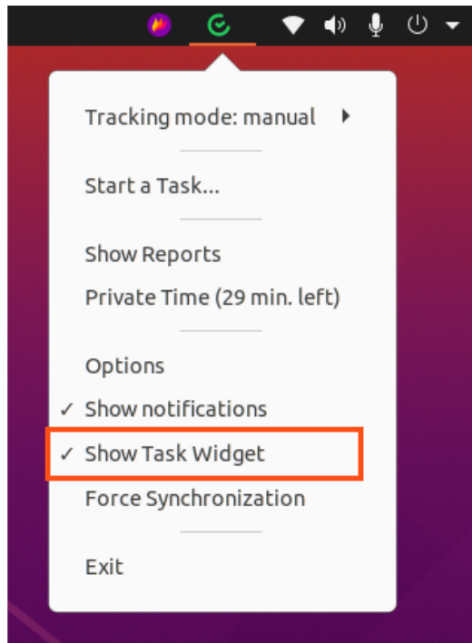 Tracking mode: manual
Start a Task...
Show Reports
Private Time (29 min. left)
Options
✓ Show notifications
✓ Show Task Widget
Force Synchronization
Exit